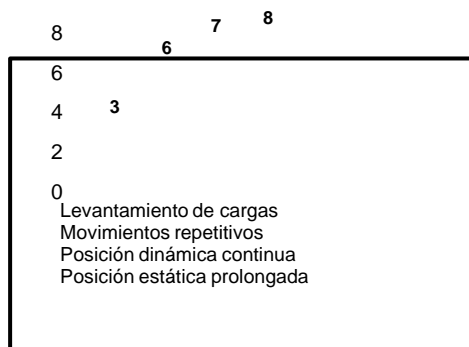 8
7
8
6
6
4
3
2
0
Levantamiento de cargas
Movimientos repetitivos
Posición dinámica continua
Posición estática prolongada